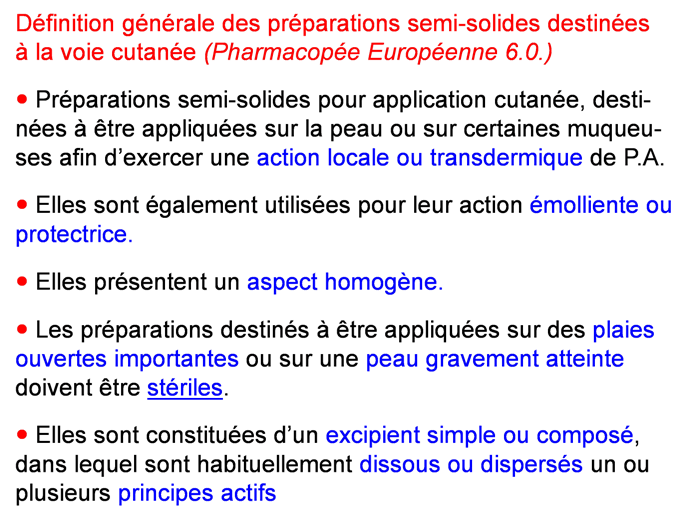 Définition générale des préparations semi-solides destinées
à la voie cutanée (Pharmacopée Européenne 6.0.)
• Préparations semi-solides pour application cutanée, desti-
nées à être appliquées sur la peau ou sur certaines muqueu-
ses afin d'exercer une action locale ou transdermique de P.A.
• Elles sont également utilisées pour leur action émolliente ou
protectrice.
• Elles présentent un aspect homogène.
• Les préparations destinés à être appliquées sur des plaies
ouvertes importantes ou sur une peau gravement atteinte
doivent être stériles.
• Elles sont constituées d'un excipient simple ou composé,
dans lequel sont habituellement dissous ou dispersés un ou
plusieurs principes actifs